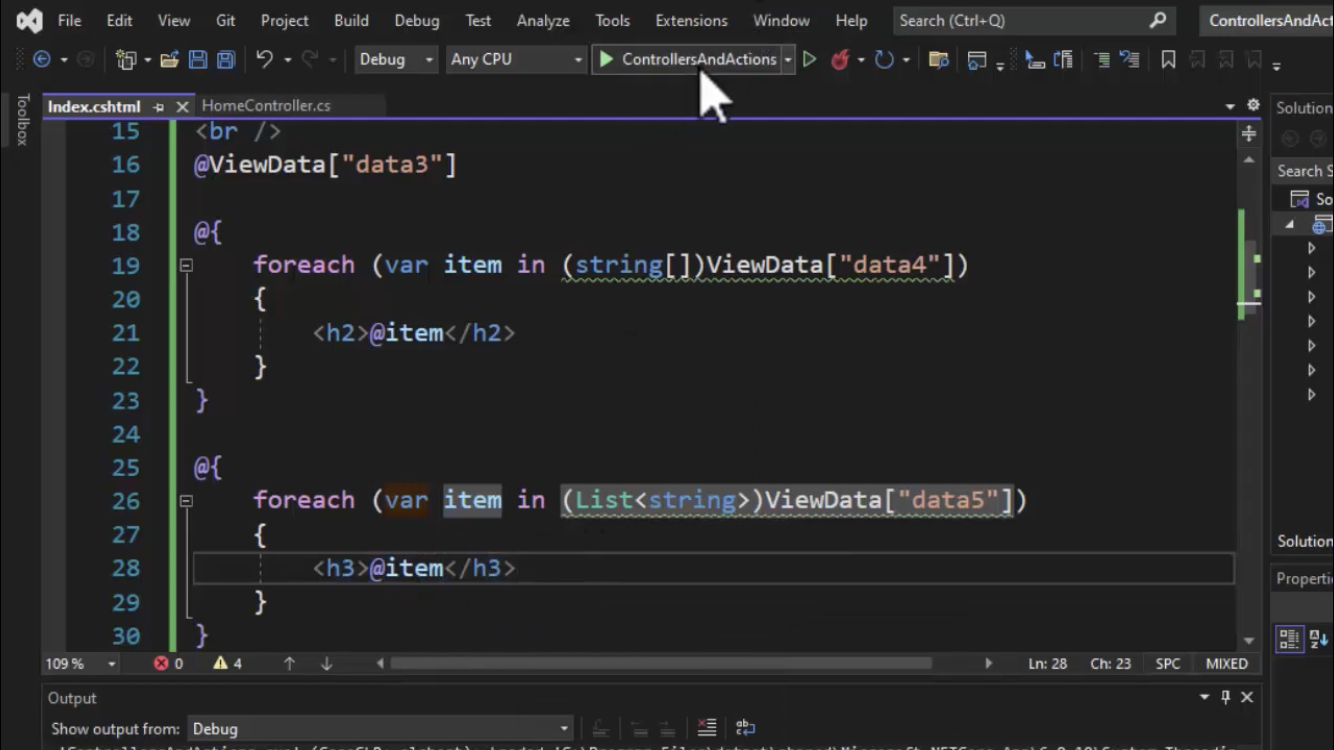 File Edit View Git Project Build Debug Test Analyze Tools Extensions Window Help Search (Ctrl+Q) ControllersAndAc
Debug Any CPU ControllersAndActions
Toolbox
Index.cshtml HomeController.cs
Solution
15 <br />
16 @ViewData["data3"]
Search S
17
So
18 @{
19 foreach (var item in (string[])ViewData["data4"])
20 {
21 <h2>@item</h2>
22 }
23 }
24
25 @{
26 foreach (var item in (List<string>)ViewData["data5"])
27 {
Solution
28 <h3>@item</h3>
Properti
29 }
30 }
109 % 0 4 Ln: 28 Ch: 23 SPC MIXED
Output
Show output from: Debug